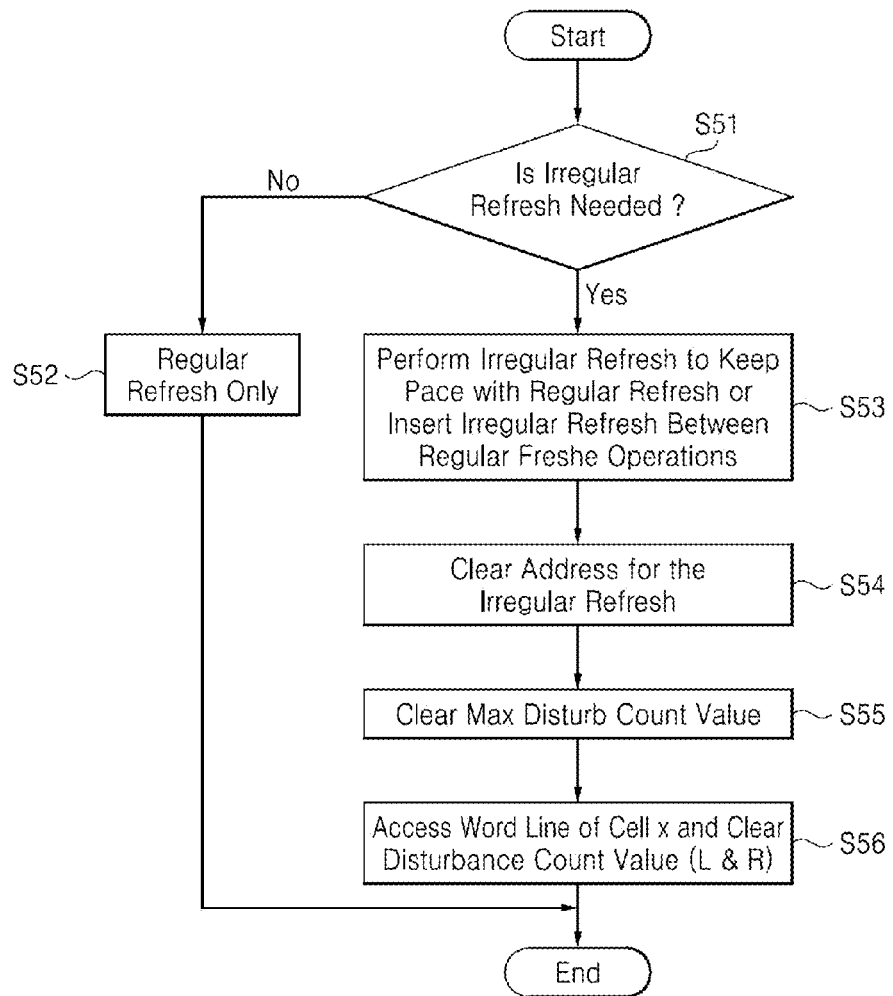 Start
S51
Is Irregular
Refresh Needed ?
No
Yes
S52
Regular
Refresh Only
Perform Irregular Refresh to Keep
Pace with Regular Refresh or
Insert Irregular Refresh Between
Regular Freshe Operations
S53
Clear Address for the
Irregular Refresh
S54
Clear Max Disturb Count Value
S55
Access Word Line of Cell x and Clear
Disturbance Count Value (L & R)
S56
End